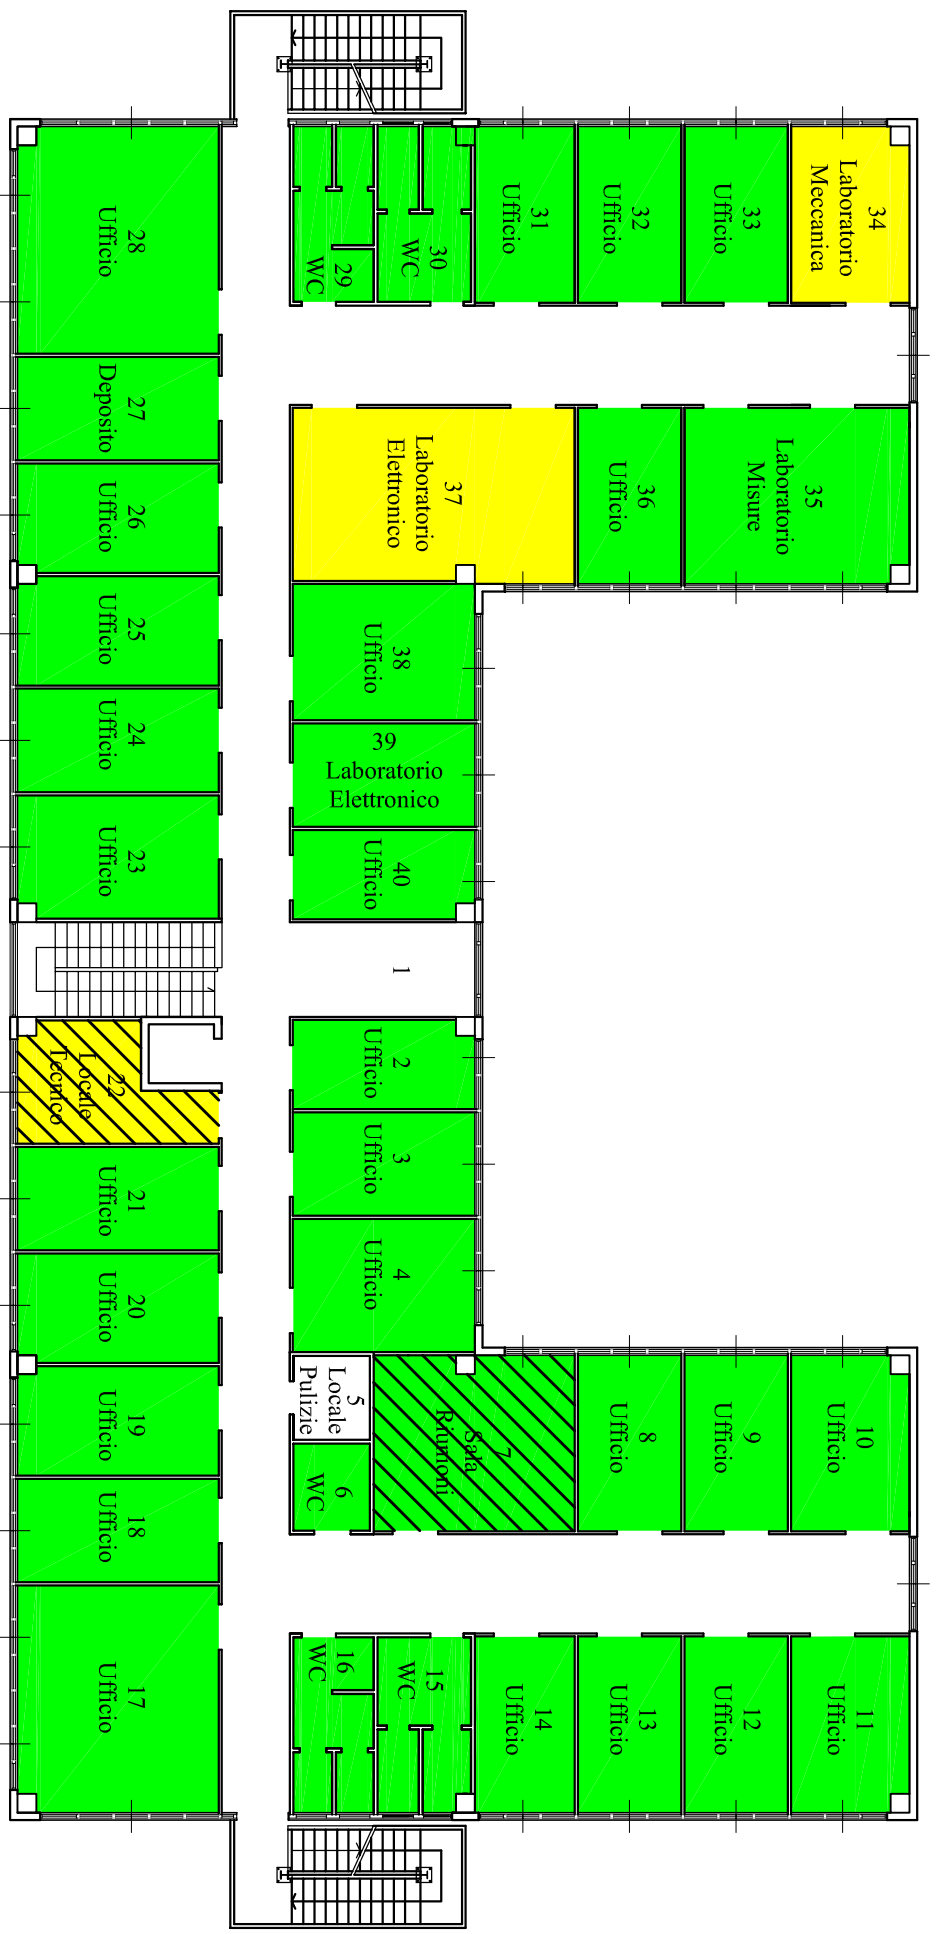 34
Laboratorio
Meccanica
33
Ufficio
32
Ufficio
31
Ufficio
30
WC
29
WC
28
Ufficio
27
Deposito
26
Ufficio
25
Ufficio
24
Ufficio
23
Ufficio
35
Laboratorio
Misure
36
Ufficio
37
Laboratorio
Elettronico
38
Ufficio
39
Laboratorio
Elettronico
40
Ufficio
1
2
Ufficio
3
Ufficio
4
Ufficio
22
Locale
Tecnico
21
Ufficio
20
Ufficio
19
Ufficio
18
Ufficio
17
Ufficio
5
Locale
Pulizie
6
WC
7
Sala
Riunioni
8
Ufficio
9
Ufficio
10
Ufficio
11
Ufficio
12
Ufficio
13
Ufficio
14
Ufficio
15
WC
16
WC